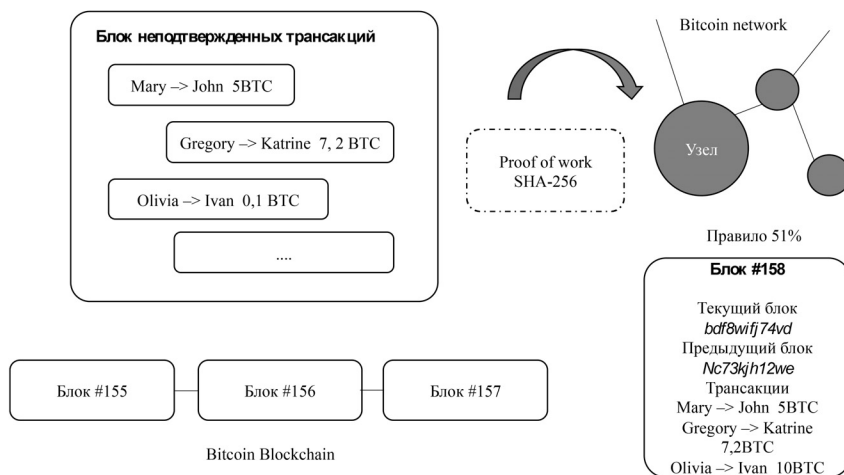 Блок неподтвержденных транзакций
Mary –> John 5BTC
Gregory –> Katrine 7, 2 BTC
Olivia –> Ivan 0,1 BTC
....
Proof of work
SHA-256
Bitcoin network
Узел
Правило 51%
Блок #158
Текущий блок
bdf8wifj74vd
Предыдущий блок
Nc73kjh12we
Транзакции
Mary –> John 5BTC
Gregory –> Katrine
7,2BTC
Olivia –> Ivan 10BTC
Блок #155
Блок #156
Блок #157
Bitcoin Blockchain